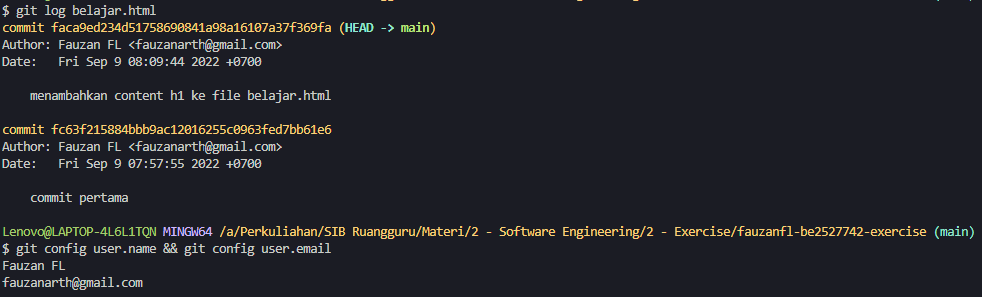 $ git log belajar.html
commit faca9ed234d51758690841a98a16107a37f369fa (HEAD -> main)
Author: Fauzan FL <fauzanarth@gmail.com>
Date:   Fri Sep 9 08:09:44 2022 +0700
    menambahkan content h1 ke file belajar.html
commit fc63f215884bbb9ac12016255c0963fed7bb61e6
Author: Fauzan FL <fauzanarth@gmail.com>
Date:   Fri Sep 9 07:57:55 2022 +0700
    commit pertama
Lenovo@LAPTOP-4L6L1TQN MINGW64 /a/Perkuliahan/SIB Ruangguru/Materi/2 - Software Engineering/2 - Exercise/fauzanfl-be2527742-exercise (main)
$ git config user.name && git config user.email
Fauzan FL
fauzanarth@gmail.com